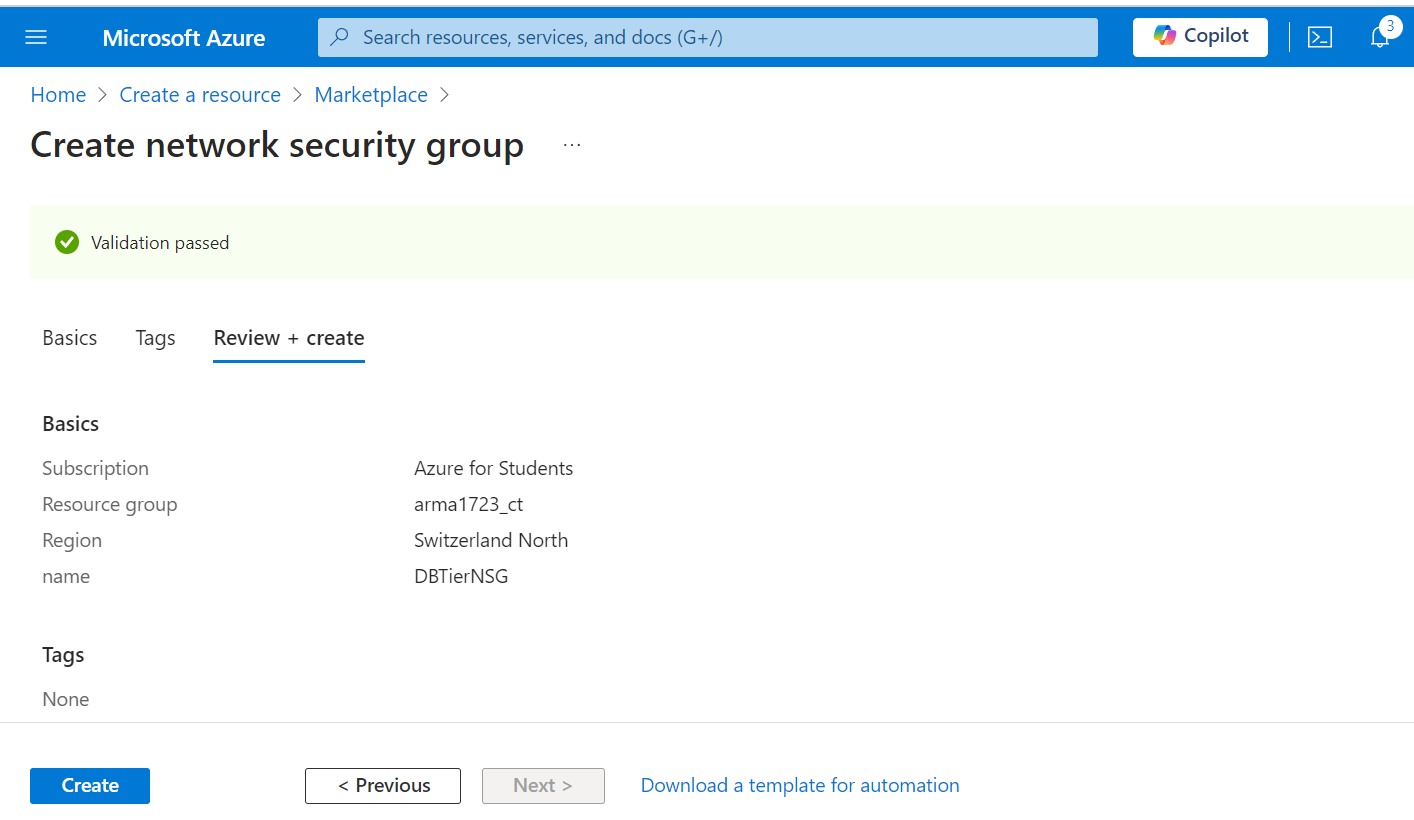 Microsoft Azure Search resources, services, and docs (G+/) Copilot 3
Home > Create a resource > Marketplace >
Create network security group ...
Validation passed
Basics Tags Review + create
Basics
Subscription Azure for Students
Resource group arma1723_ct
Region Switzerland North
name DBTierNSG
Tags
None
Create < Previous Next > Download a template for automation